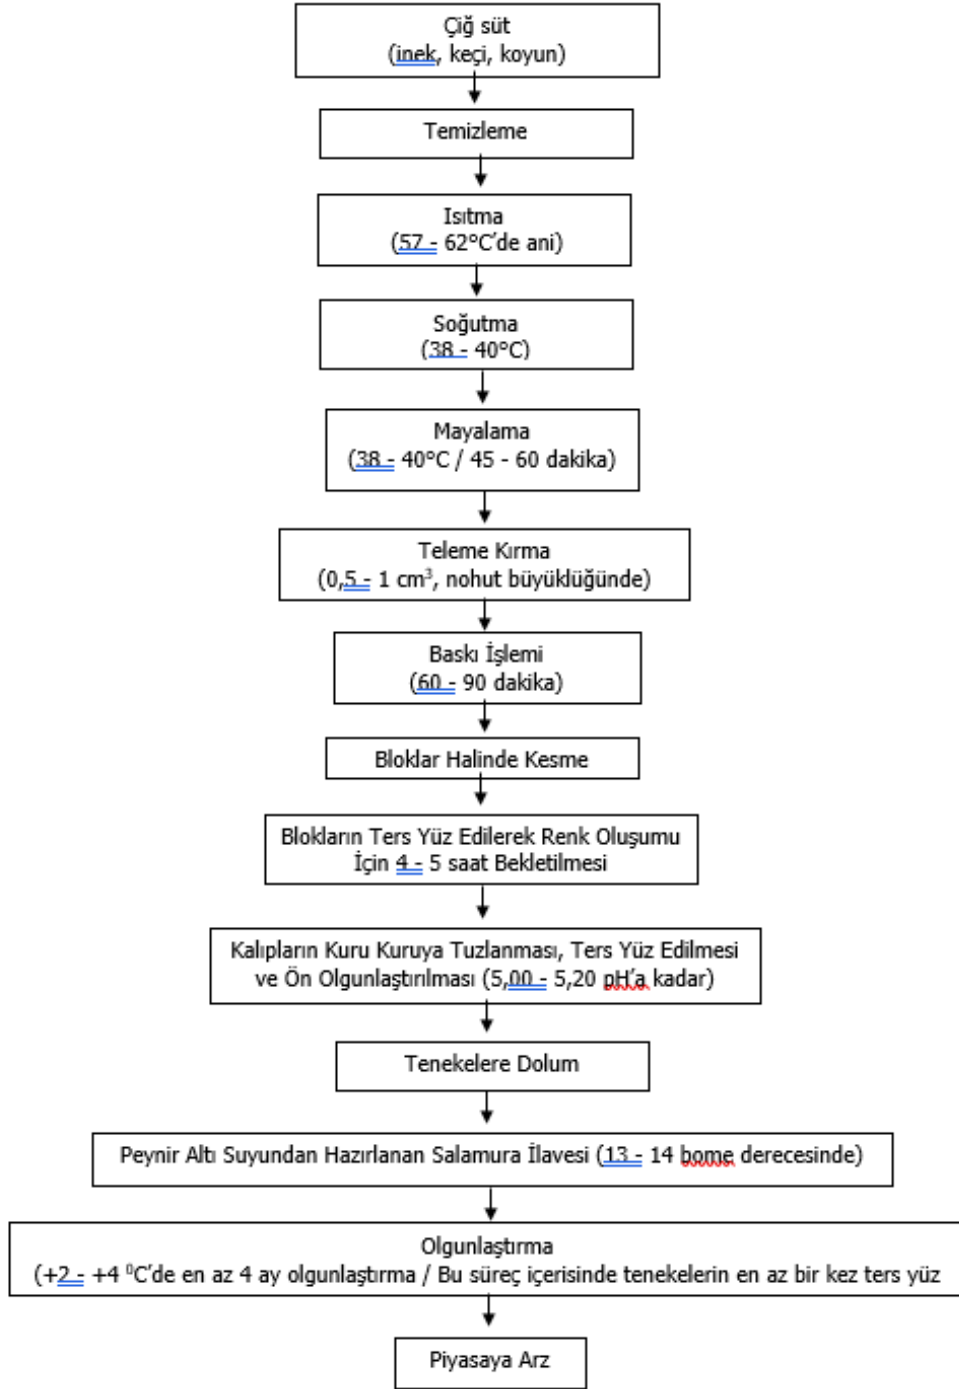 Çiğ süt
(inek, keçi, koyun)
Temizleme
Isıtma
(57 - 62°C’de ani)
Soğutma
(38 - 40°C)
Mayalama
(38 - 40°C / 45 - 60 dakika)
Teleme Kırma
(0,5 - 1 cm³, nohut büyüklüğünde)
Baskı İşlemi
(60 - 90 dakika)
Bloklar Halinde Kesme
Blokların Ters Yüz Edilerek Renk Oluşumu
İçin 4 - 5 saat Bekletilmesi
Kalıpların Kuru Kuruya Tuzlanması, Ters Yüz Edilmesi
ve Ön Olgunlaştırılması (5,00 - 5,20 pH’a kadar)
Tenekelere Dolum
Peynir Altı Suyundan Hazırlanan Salamura İlavesi (13 - 14 bome derecesinde)
Olgunlaştırma
(+2 - +4 ⁰C’de en az 4 ay olgunlaştırma / Bu süreç içerisinde tenekelerin en az bir kez ters yüz
Piyasaya Arz